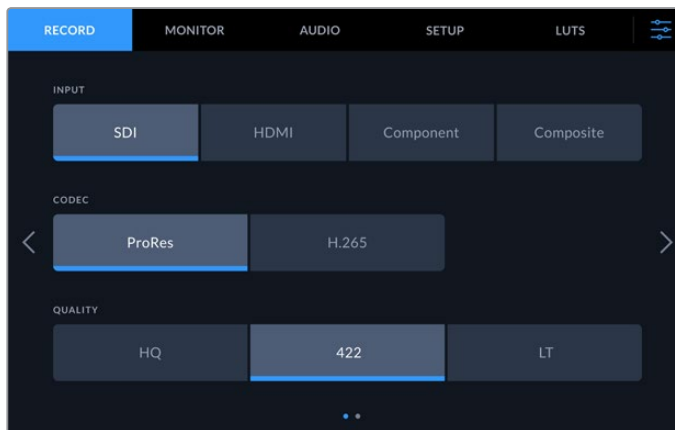 RECORD MONITOR AUDIO SETUP LUTS
INPUT
SDI HDMI Component Composite
CODEC
ProRes H.265
QUALITY
HQ 422 LT